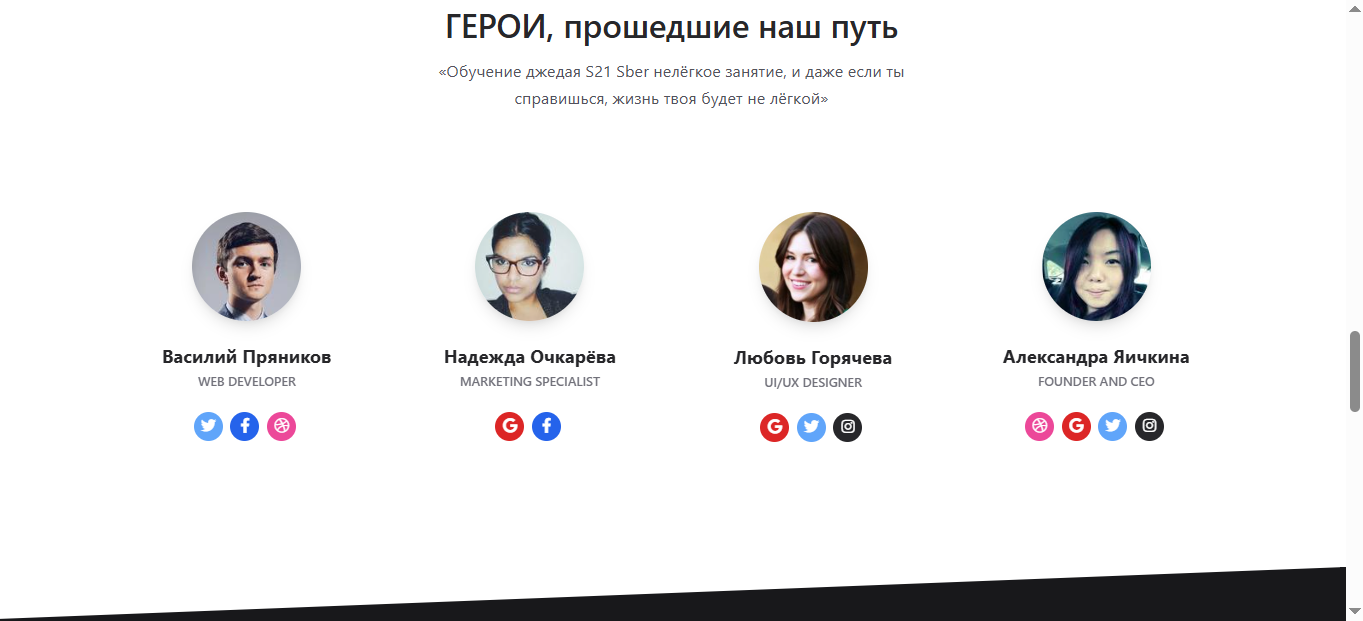 ГЕРОИ, прошедшие наш путь
«Обучение джедая S21 Sber нелёгкое занятие, и даже если ты
справишься, жизнь твоя будет не лёгкой»
Василий Пряников
WEB DEVELOPER
Надежда Очкарёва
MARKETING SPECIALIST
Любовь Горячева
UI/UX DESIGNER
Александра Яичкина
FOUNDER AND CEO